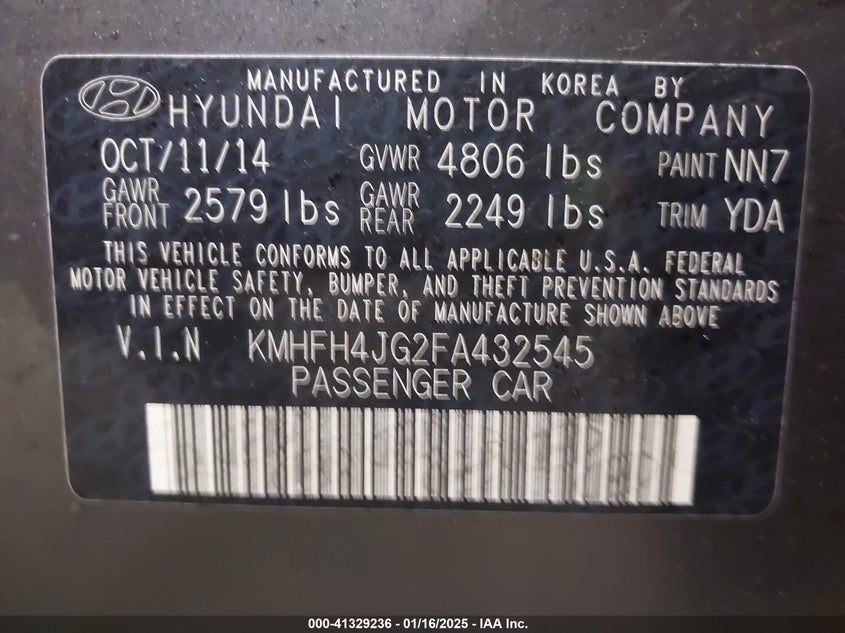 MANUFACTURED IN KOREA BY
HYUNDAI MOTOR COMPANY
OCT/11/14 GVWR 4806 lbs PAINT NN7
GAWR FRONT 2579 lbs GAWR REAR 2249 lbs TRIM YDA
THIS VEHICLE CONFORMS TO ALL APPLICABLE U.S.A. FEDERAL
MOTOR VEHICLE SAFETY, BUMPER, AND THEFT PREVENTION STANDARDS
IN EFFECT ON THE DATE OF MANUFACTURE SHOWN ABOVE
V.I.N KMHFH4JG2FA432545
PASSENGER CAR
000-41329236 - 01/16/2025 - IAA Inc.